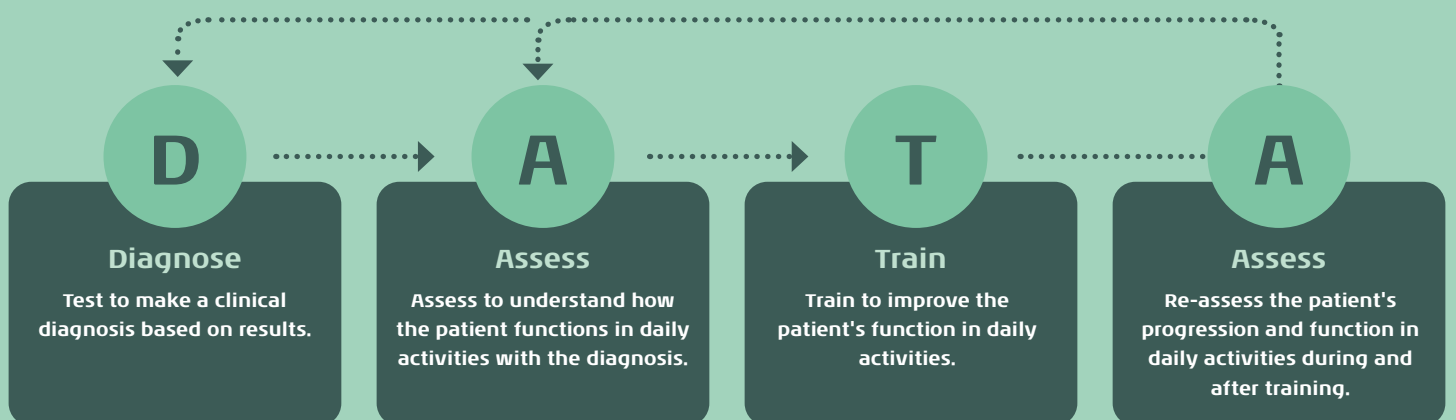 D
A
T
A
Diagnose
Test to make a clinical
diagnosis based on results.
Assess
Assess to understand how
the patient functions in daily
activities with the diagnosis.
Train
Train to improve the
patient's function in daily
activities.
Assess
Re-assess the patient's
progression and function in
daily activities during and
after training.